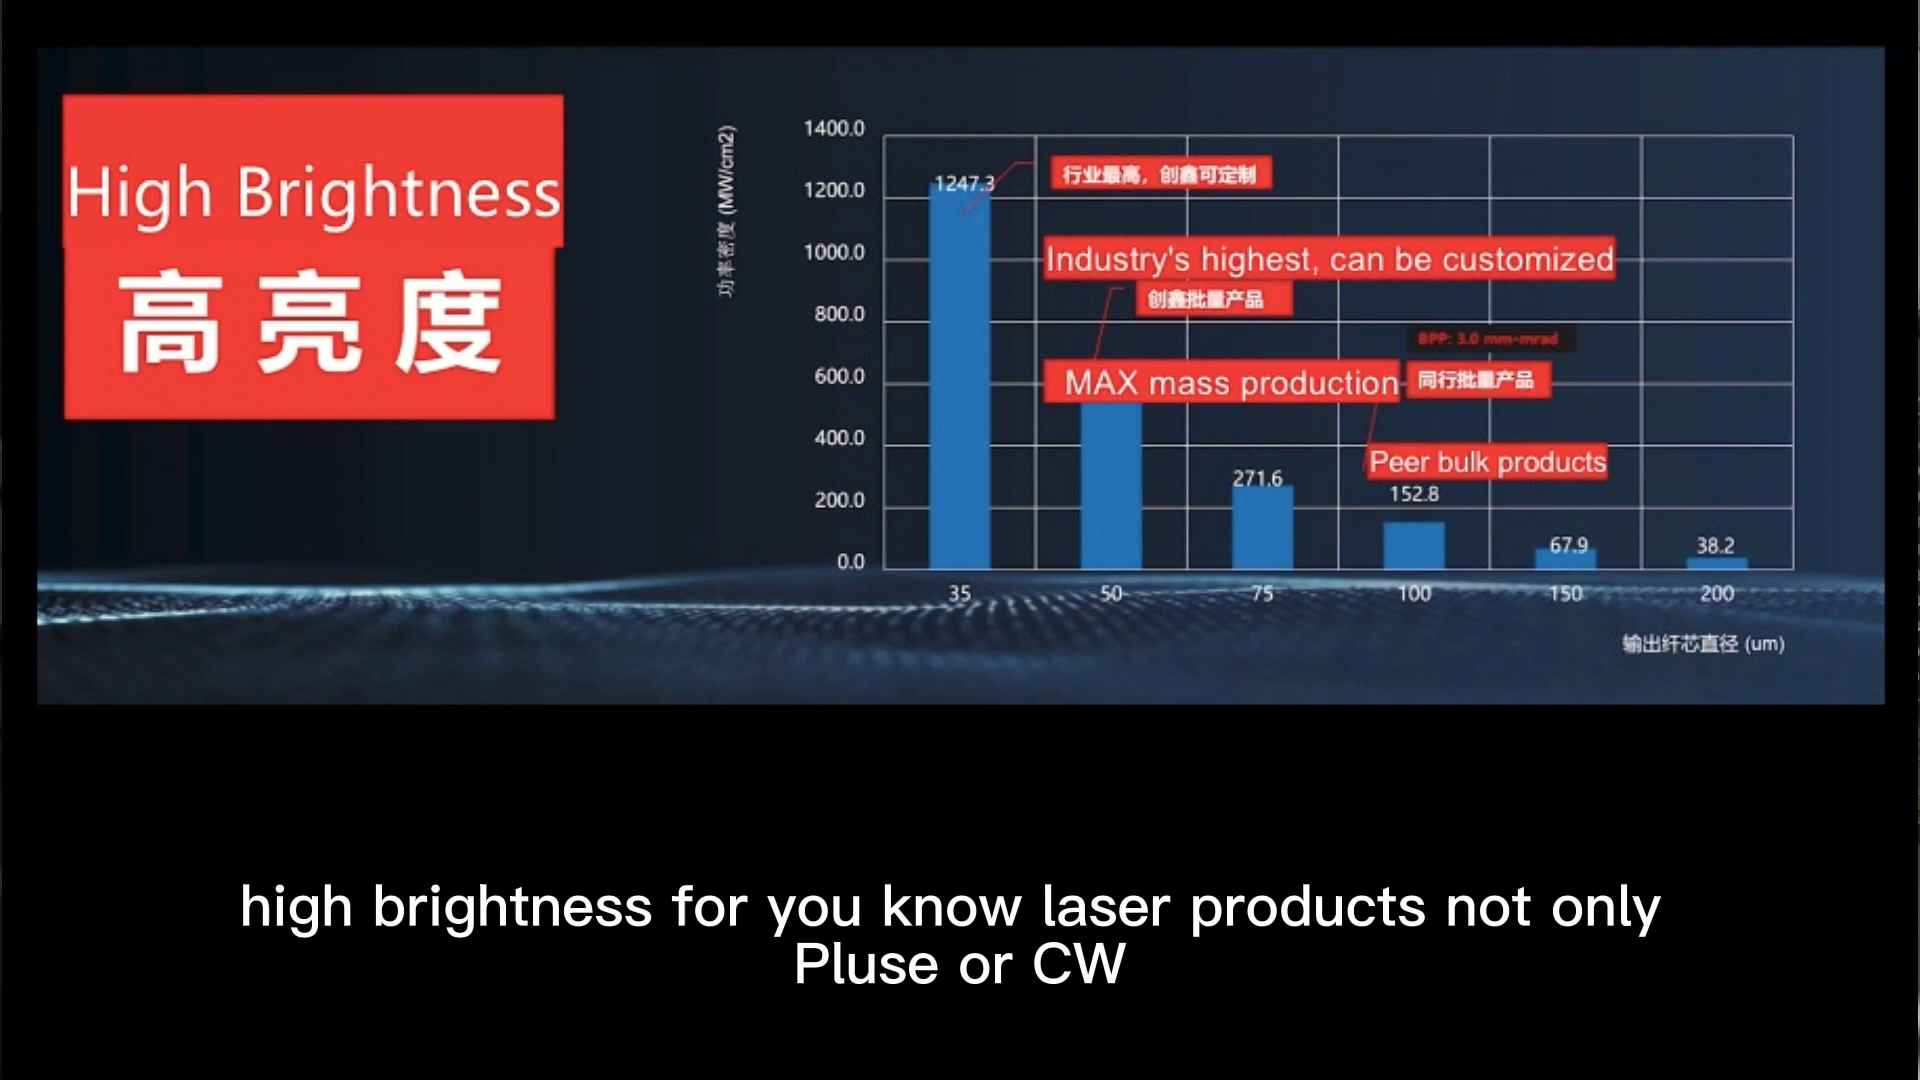 High Brightness
高亮度
功率密度 (MW/cm2)
1400.0
1200.0
1000.0
800.0
600.0
400.0
200.0
0.0
1247.3
行业最高，创鑫可定制
Industry's highest, can be customized
创鑫批量产品
BPP: 3.0 mm·mrad
MAX mass production
同行批量产品
Peer bulk products
271.6
152.8
67.9
38.2
35 50 75 100 150 200
输出纤芯直径 (um)
high brightness for you know laser products not only
Pluse or CW